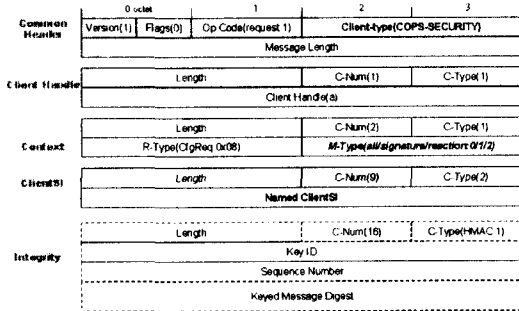 0 octet 1 2 3
Common Header
Version(1) Flags(0) Op Code(request 1) Client-type(COPS-SECURITY)
Message Length
Client Handle
Length C-Num(1) C-Type(1)
Client Handle(a)
Context
Length C-Num(2) C-Type(1)
R-Type(CfgReq 0x08) M-Type(all/signature/reaction:0/1/2)
ClientSI
Length C-Num(9) C-Type(2)
Named ClientSI
Integrity
Length C-Num(16) C-Type(HMAC 1)
Key ID
Sequence Number
Keyed Message Digest